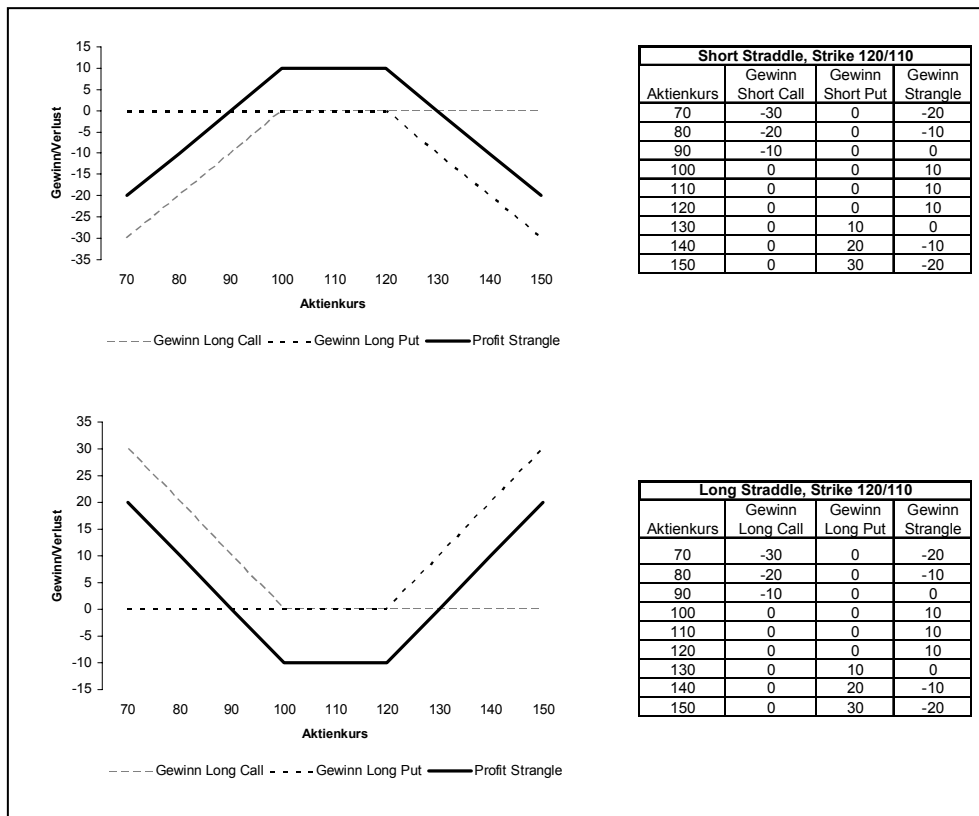 15
10
5
0
-5
-10
-15
-20
-25
-30
-35
Gewinn/Verlust
70 80 90 100 110 120 130 140 150
Aktienkurs
Gewinn Long Call Gewinn Long Put Profit Strangle
Short Straddle, Strike 120/110
Aktienkurs Gewinn Short Call Gewinn Short Put Gewinn Strangle
70 -30 0 -20
80 -20 0 -10
90 -10 0 0
100 0 0 10
110 0 0 10
120 0 0 10
130 0 10 0
140 0 20 -10
150 0 30 -20
35
30
25
20
15
10
5
0
-5
-10
-15
Gewinn/Verlust
70 80 90 100 110 120 130 140 150
Aktienkurs
Gewinn Long Call Gewinn Long Put Profit Strangle
Long Straddle, Strike 120/110
Aktienkurs Gewinn Long Call Gewinn Long Put Gewinn Strangle
70 -30 0 -20
80 -20 0 -10
90 -10 0 0
100 0 0 10
110 0 0 10
120 0 0 10
130 0 10 0
140 0 20 -10
150 0 30 -20